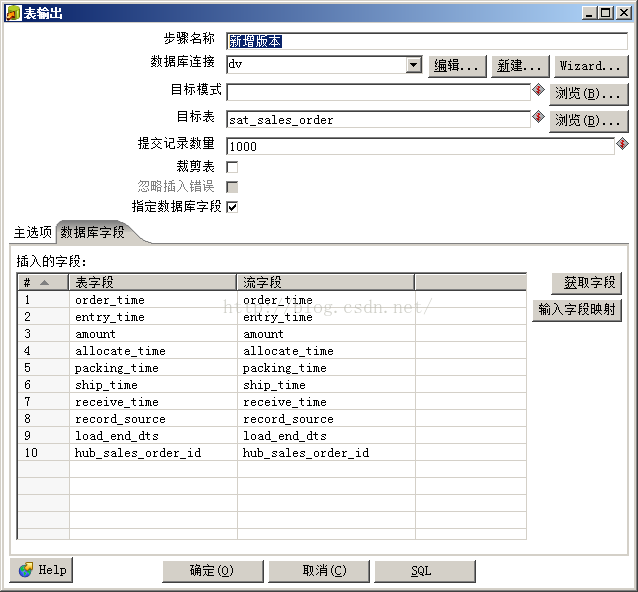 表输出
步骤名称 新增版本
数据库连接 dv 编辑... 新建... Wizard...
目标模式 浏览(B)...
目标表 sat_sales_order 浏览(B)...
提交记录数量 1000
裁剪表
忽略插入错误
指定数据库字段
主选项 数据库字段
插入的字段:
# 表字段 流字段 获取字段
1 order_time order_time
2 entry_time entry_time 输入字段映射
3 amount amount
4 allocate_time allocate_time
5 packing_time packing_time
6 ship_time ship_time
7 receive_time receive_time
8 record_source record_source
9 load_end_dts load_end_dts
10 hub_sales_order_id hub_sales_order_id
http://blog.csdn.net/
Help 确定(O) 取消(C) SQL